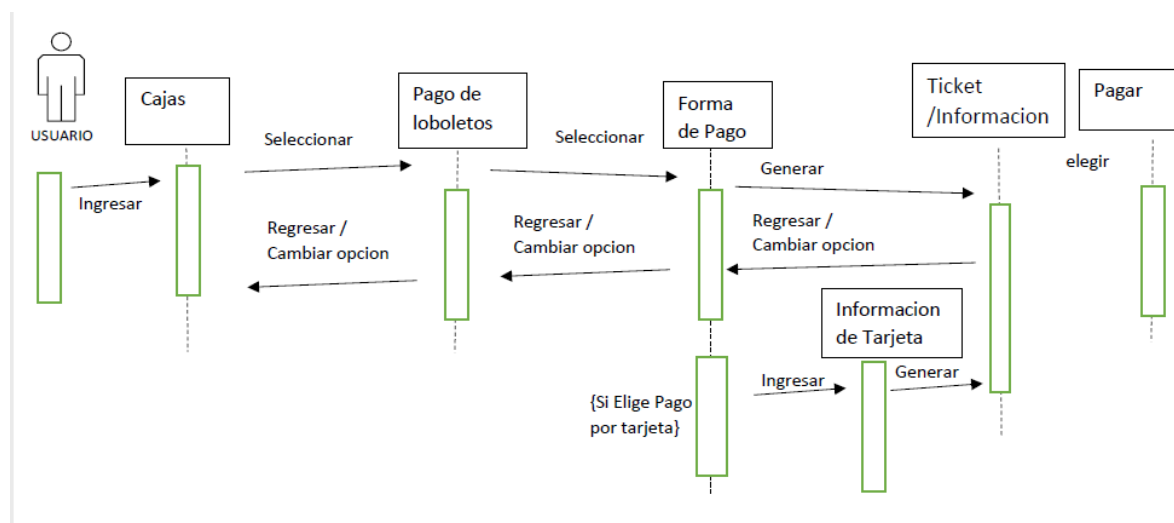 USUARIO
Cajas
Pago de
loboletos
Forma
de Pago
Ticket
/Informacion
Pagar
Seleccionar
Seleccionar
Generar
elegir
Ingresar
Regresar /
Cambiar opcion
Regresar /
Cambiar opcion
Regresar /
Cambiar opcion
Informacion
de Tarjeta
{Si Elige Pago
por tarjeta}
Ingresar
Generar